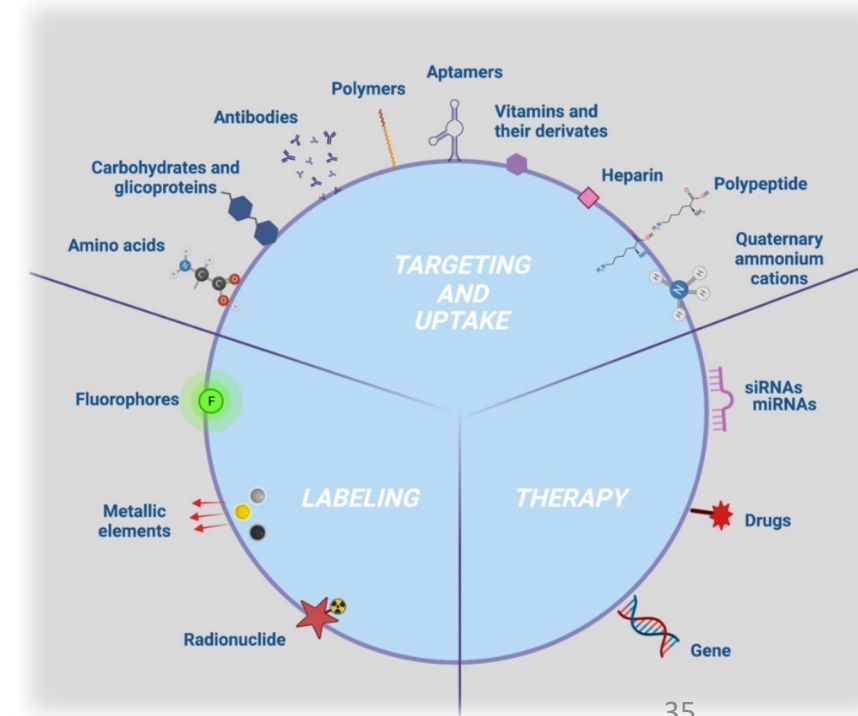 Aptamers
Polymers
Vitamins and
their derivates
Antibodies
Heparin
Carbohydrates and
glicoproteins
Polypeptide
Amino acids
Quaternary
ammonium
cations
TARGETING
AND
UPTAKE
Fluorophores
F
siRNAs
miRNAs
LABELING
THERAPY
Metallic
elements
Drugs
Radionuclide
Gene
35